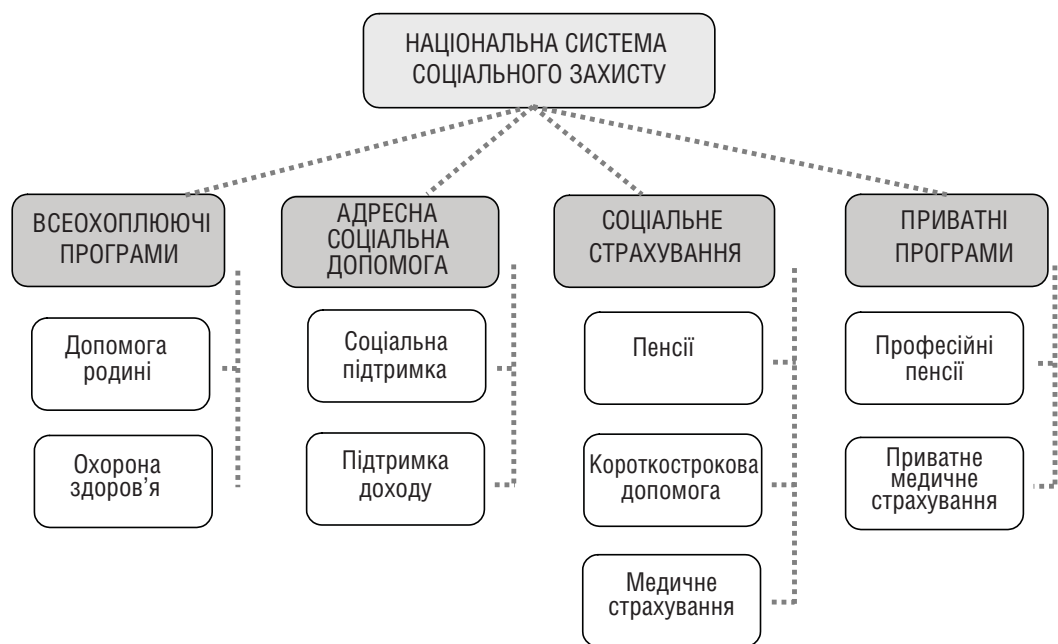 НАЦІОНАЛЬНА СИСТЕМА
СОЦІАЛЬНОГО ЗАХИСТУ
ВСЕОХОПЛЮЮЧІ
ПРОГРАМИ
АДРЕСНА
СОЦІАЛЬНА
ДОПОМОГА
СОЦІАЛЬНЕ
СТРАХУВАННЯ
ПРИВАТНІ
ПРОГРАМИ
Допомога
родині
Соціальна
підтримка
Пенсії
Професійні
пенсії
Охорона
здоров’я
Підтримка
доходу
Короткострокова
допомога
Приватне
медичне
страхування
Медичне
страхування